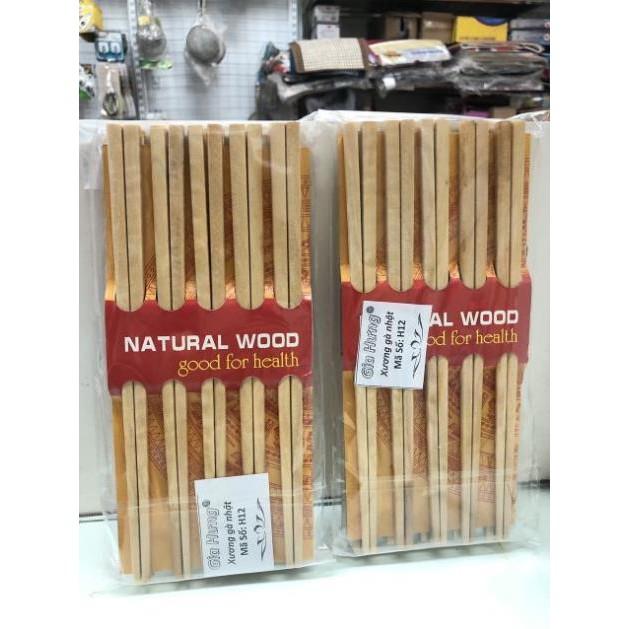 NATURAL WOOD
good for health
Gia Hưng®
Xương gà nhật
Mã Số: H12
AL WOOD
od for health
Gia Hưng®
Xương gà nhật
Mã Số: H12